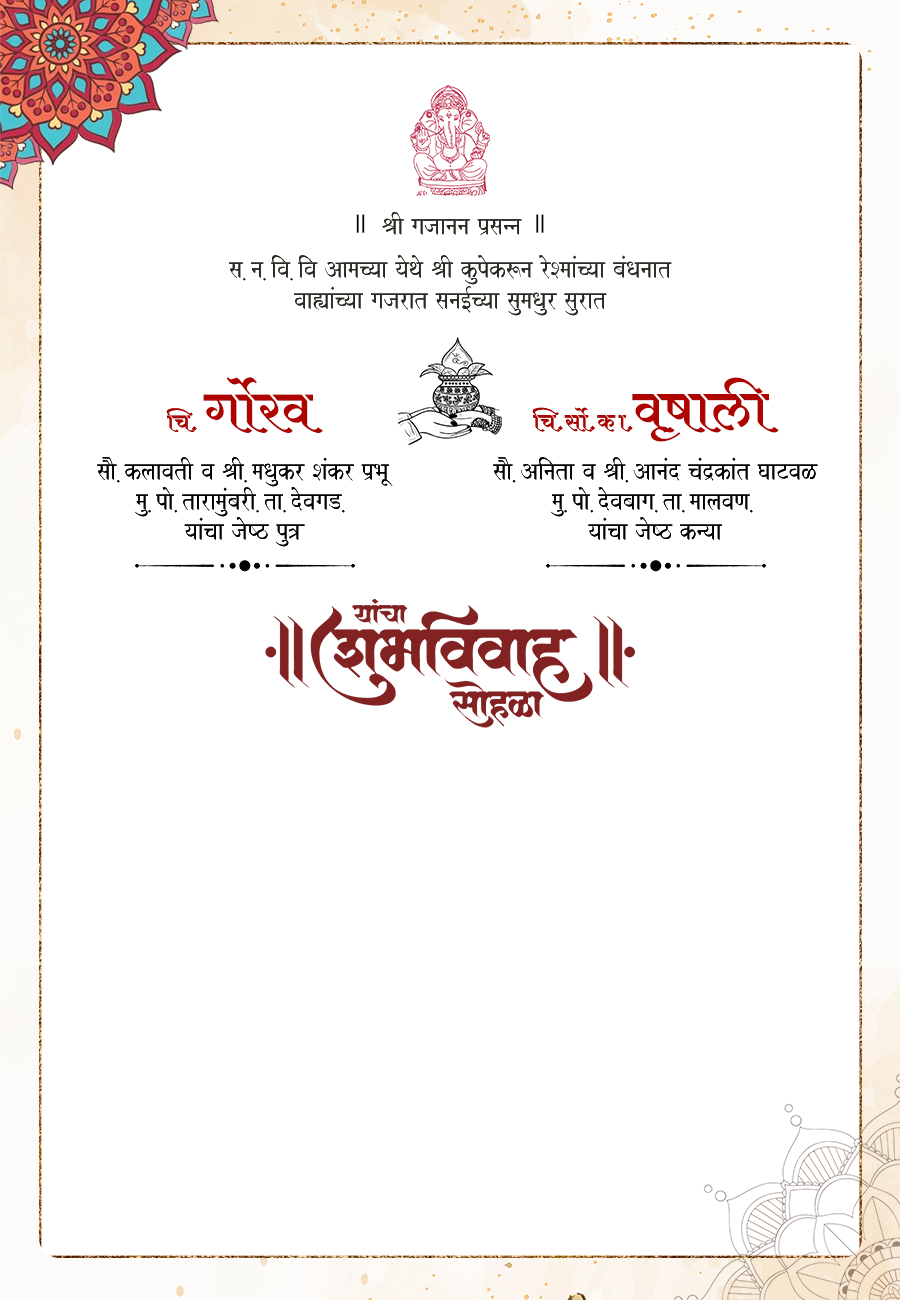 ॥ श्री गजानन प्रसन्न ॥
स. न. वि. वि आमच्या येथे श्री कुपेकरून रेश्मांच्या बंधनात
वाद्यांच्या गजरात सनईच्या सुमधुर सुरात
चि. गौरव
सौ. कलावती व श्री. मधुकर शंकर प्रभू
मु. पो. तारामुंबरी. ता. देवगड.
यांचा जेष्ठ पुत्र
चि. सौ. का. वृषाली
सौ. अनिता व श्री. आनंद चंद्रकांत घाटवळ
मु. पो. देवबाग. ता. मालवण.
यांचा जेष्ठ कन्या
यांचा
॥ शुभविवाह ॥
सोहळा